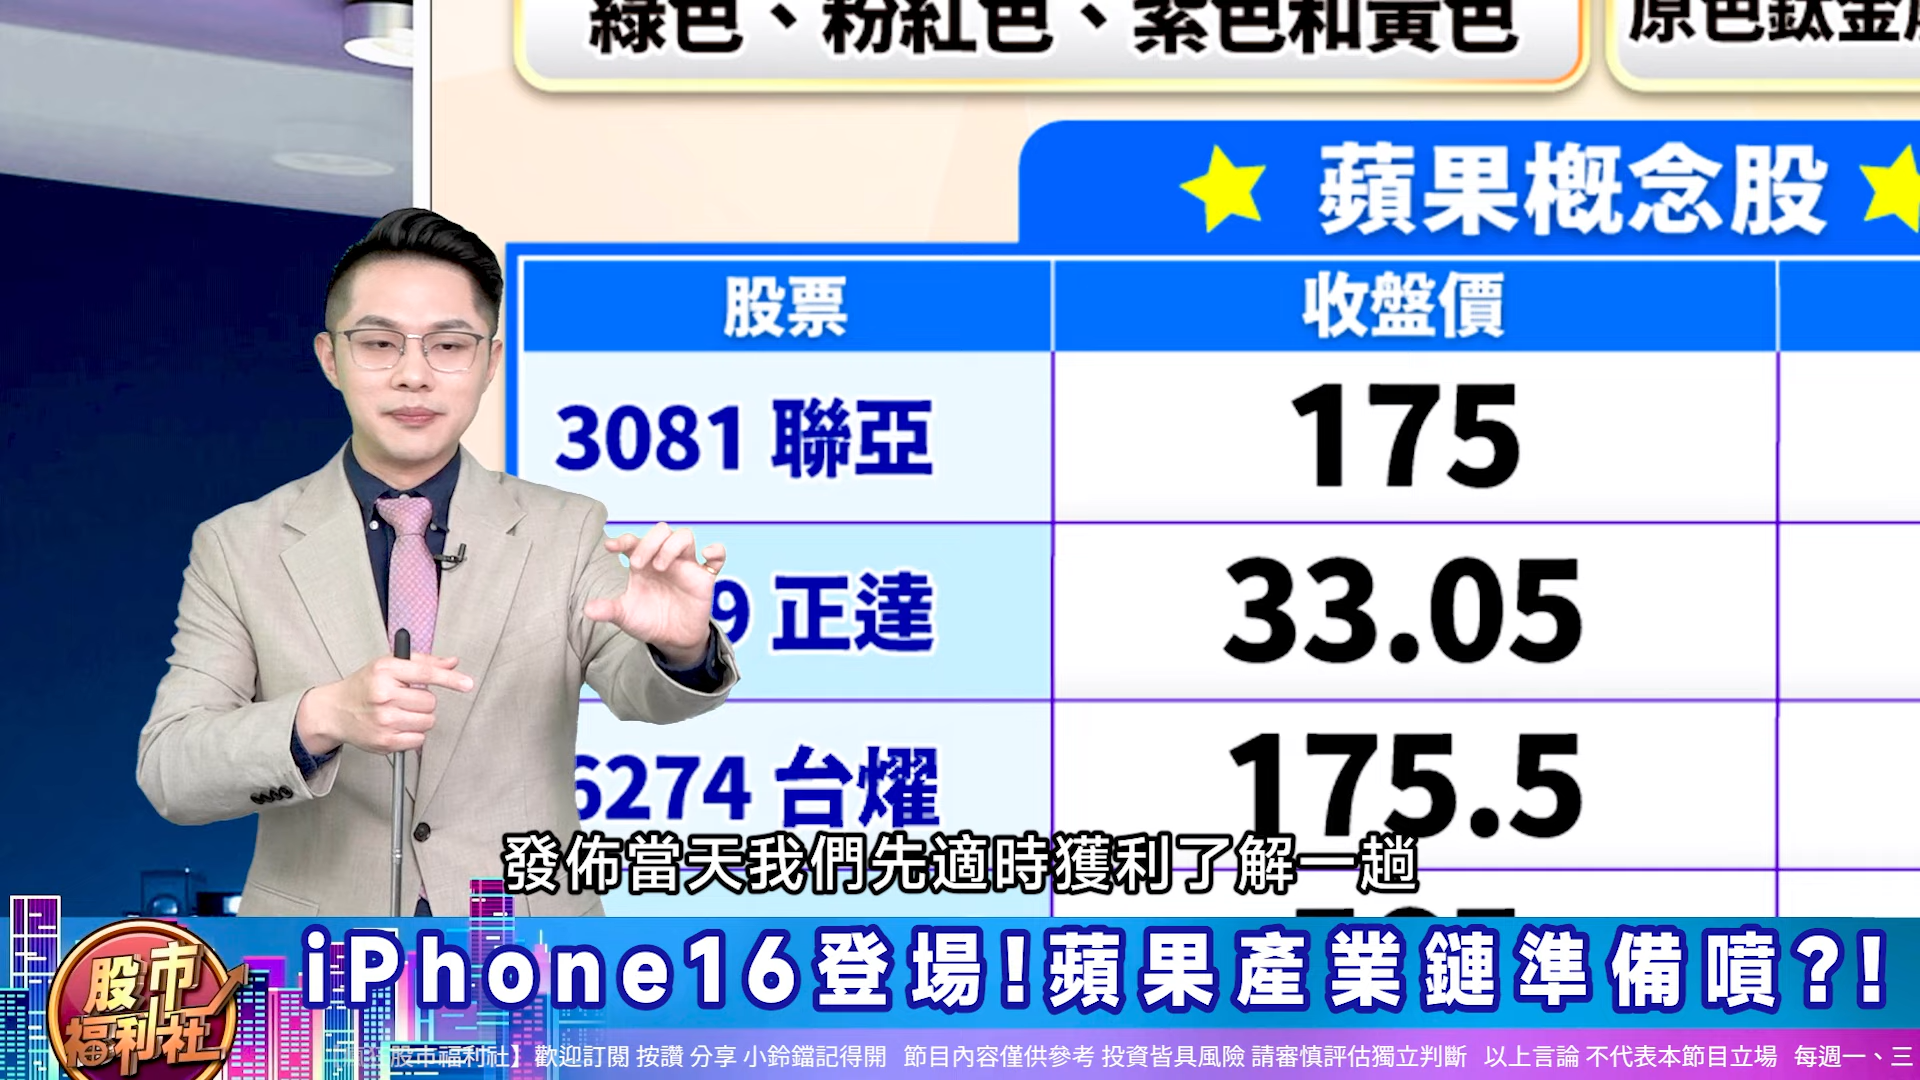 綠色、粉紅色、紫色和黃色
原色鈦金
蘋果概念股
股票 收盤價
3081 聯亞 175
9 正達 33.05
6274 台燿 175.5
發佈當天我們先適時獲利了解一趟
iPhone16登場!蘋果產業鏈準備噴?!
股市
福利社
股市福利社】歡迎訂閱 按讚 分享 小鈴鐺記得開 節目內容僅供參考 投資皆具風險 請審慎評估獨立判斷 以上言論 不代表本節目立場 每週一、三